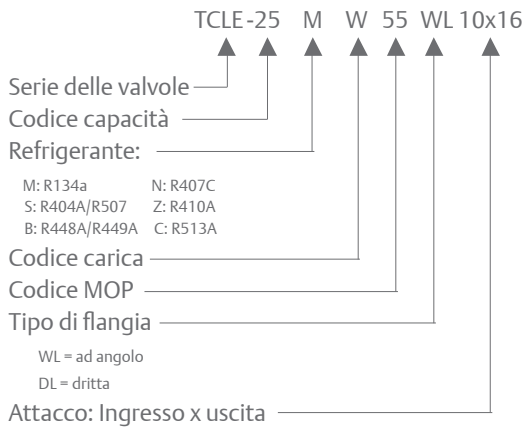 TCLE -25 M W 55 WL 10x16
Serie delle valvole
Codice capacità
Refrigerante:
M: R134a N: R407C
S: R404A/R507 Z: R410A
B: R448A/R449A C: R513A
Codice carica
Codice MOP
Tipo di flangia
WL = ad angolo
DL = dritta
Attacco: Ingresso x uscita